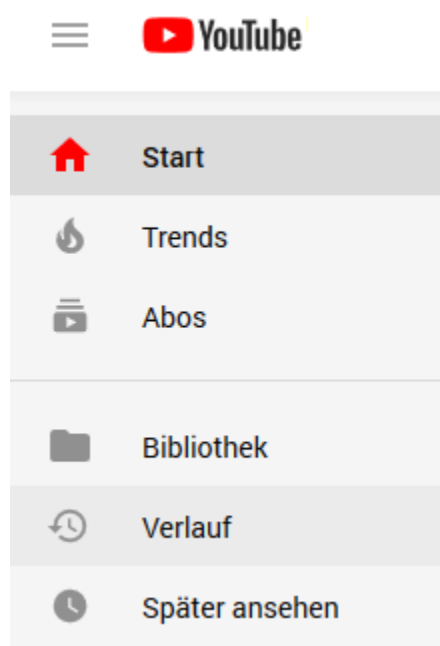 YouTube
Start
Trends
Abos
Bibliothek
Verlauf
Später ansehen